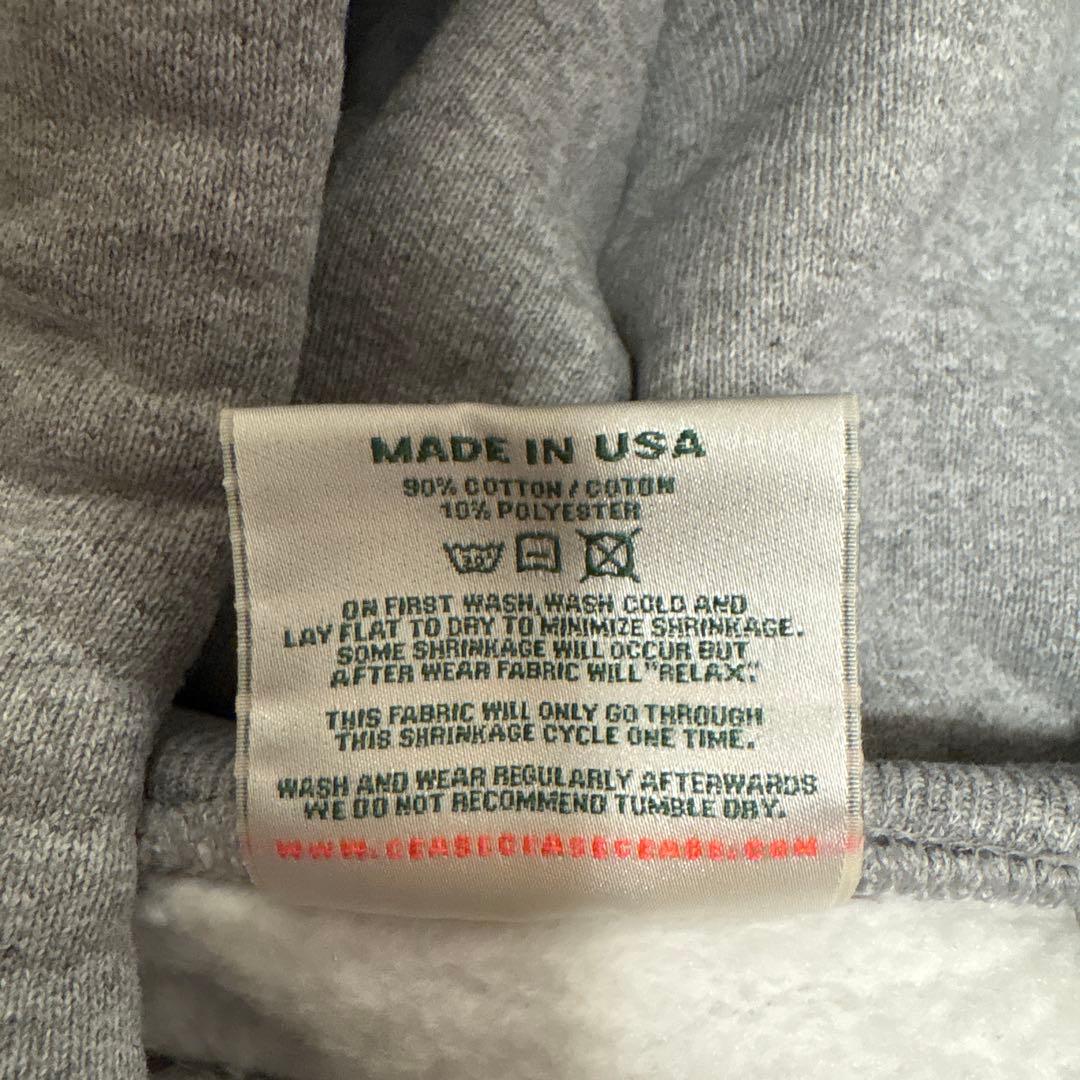 MADE IN USA
90% COTTON / COTON
10% POLYESTER
30
ON FIRST WASH, WASH COLD AND
LAY FLAT TO DRY TO MINIMIZE SHRINKAGE.
SOME SHRINKAGE WILL OCCUR BUT
AFTER WEAR FABRIC WILL "RELAX".
THIS FABRIC WILL ONLY GO THROUGH
THIS SHRINKAGE CYCLE ONE TIME.
WASH AND WEAR REGULARLY AFTERWARDS
WE DO NOT RECOMMEND TUMBLE DRY.